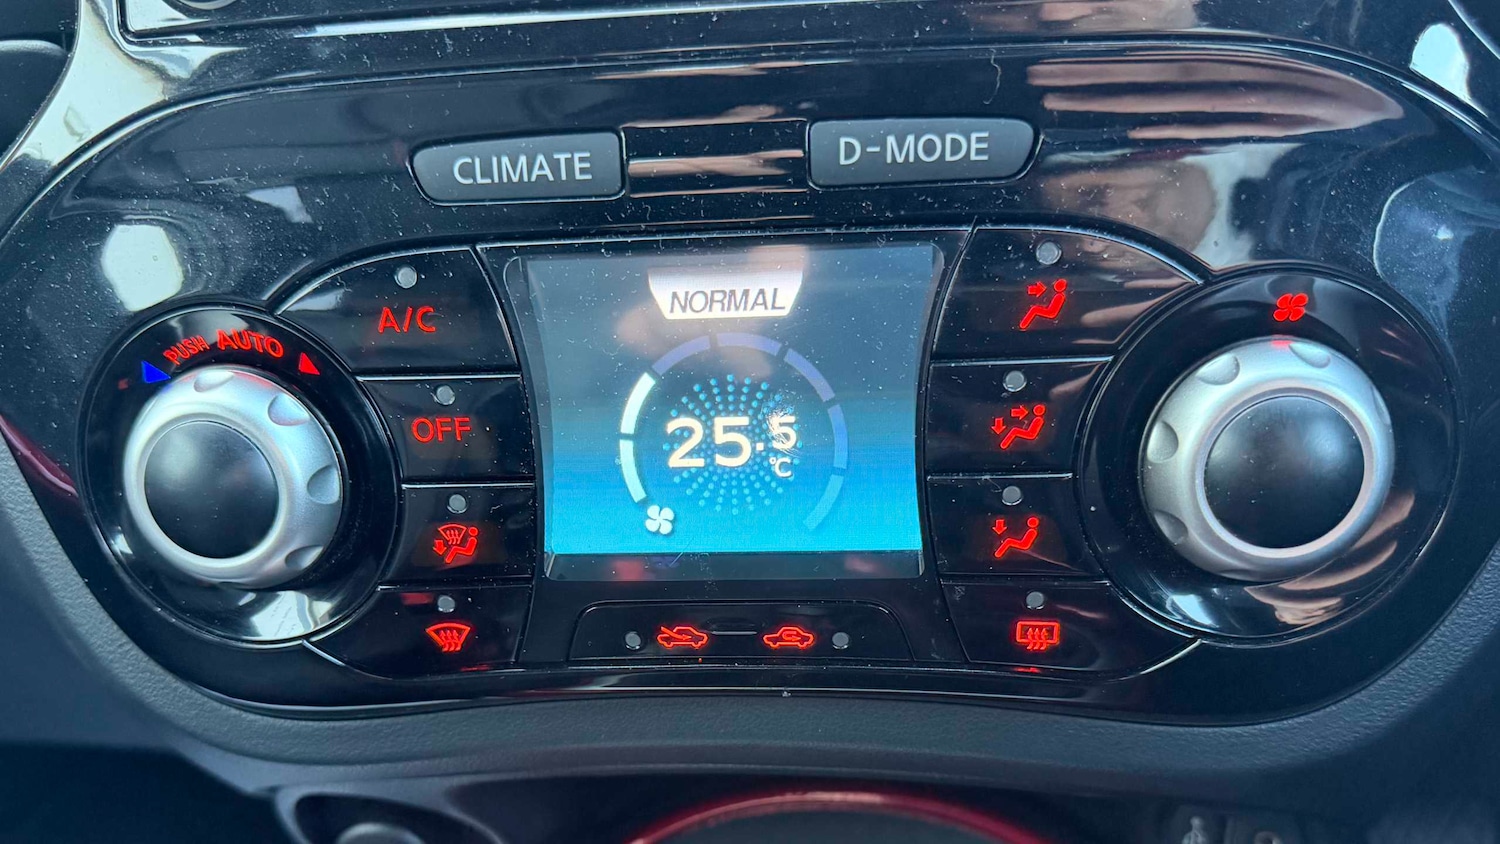 CLIMATE
D-MODE
A/C
PUSH AUTO
OFF
NORMAL
25.5
°C